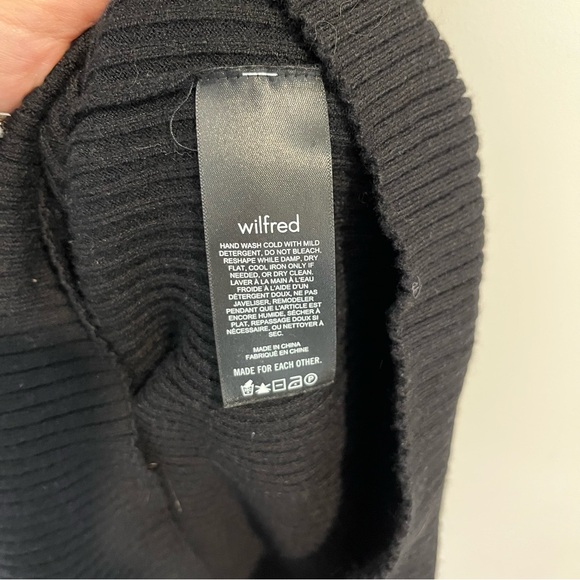 wilfred
HAND WASH COLD WITH MILD
DETERGENT, DO NOT BLEACH.
RESHAPE WHILE DAMP, DRY
FLAT, COOL IRON ONLY IF
NEEDED, OR DRY CLEAN.
LAVER À LA MAIN À L'EAU
FROIDE À L'AIDE D'UN
DÉTERGENT DOUX, NE PAS
JAVELISER, REMODELER
PENDANT QUE L'ARTICLE EST
ENCORE HUMIDE, SÉCHER À
PLAT, REPASSAGE DOUX SI
NÉCESSAIRE, OU NETTOYER À
SEC.
MADE IN CHINA
FABRIQUÉ EN CHINE
MADE FOR EACH OTHER.
P